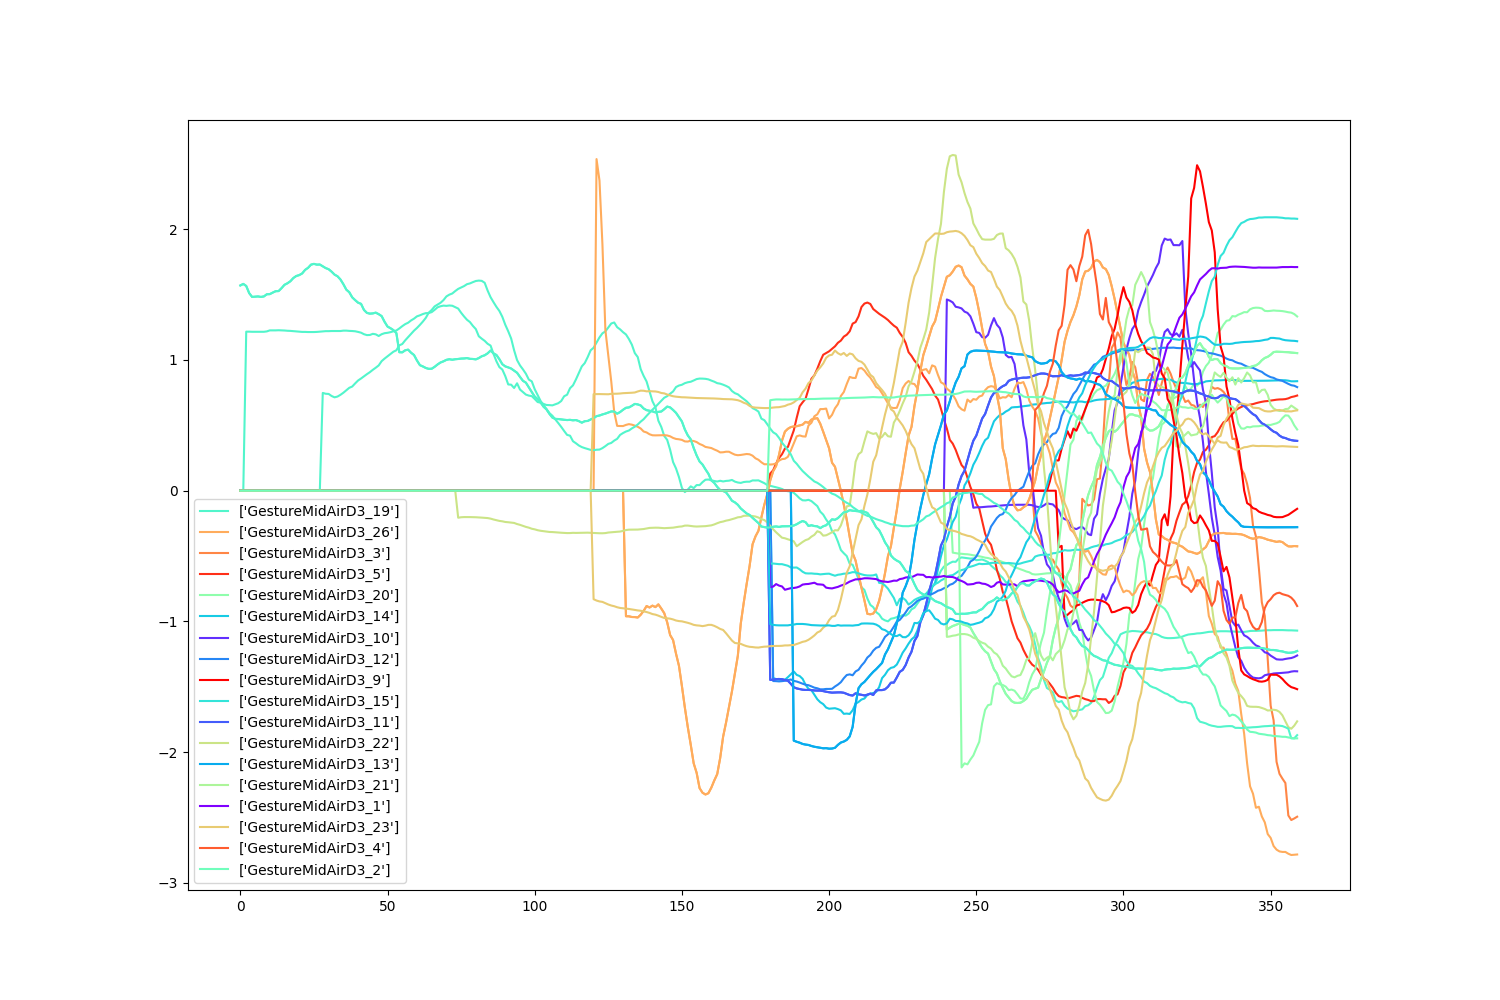 2
1
0
−1
−2
−3
0
50
100
150
200
250
300
350
['GestureMidAirD3_19']
['GestureMidAirD3_26']
['GestureMidAirD3_3']
['GestureMidAirD3_5']
['GestureMidAirD3_20']
['GestureMidAirD3_14']
['GestureMidAirD3_10']
['GestureMidAirD3_12']
['GestureMidAirD3_9']
['GestureMidAirD3_15']
['GestureMidAirD3_11']
['GestureMidAirD3_22']
['GestureMidAirD3_13']
['GestureMidAirD3_21']
['GestureMidAirD3_1']
['GestureMidAirD3_23']
['GestureMidAirD3_4']
['GestureMidAirD3_2']